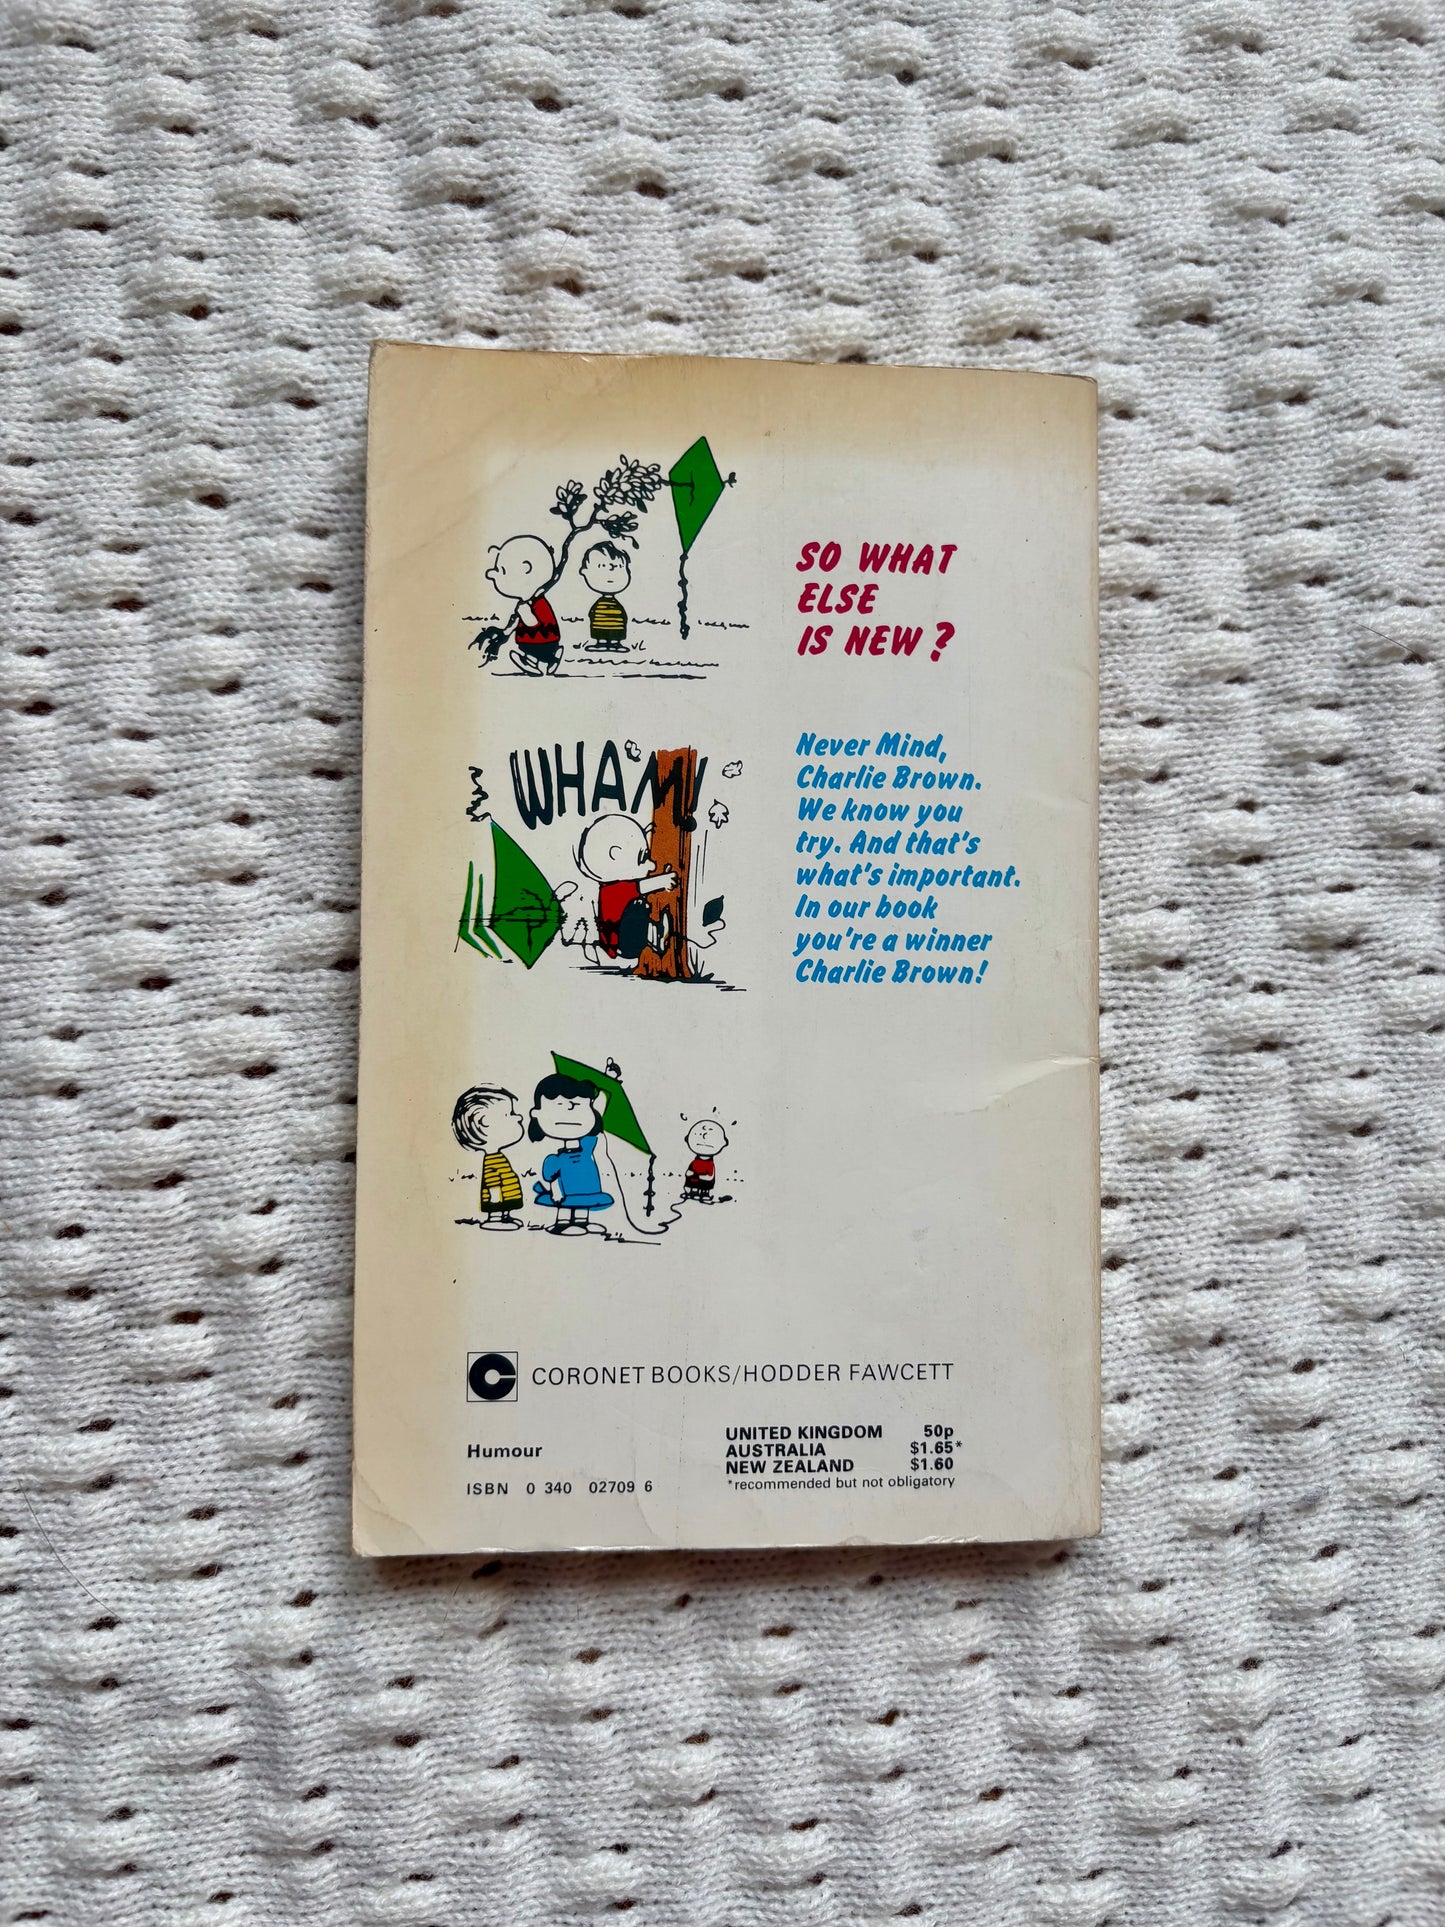 SO WHAT
ELSE
IS NEW?
WHAM!
Never Mind,
Charlie Brown.
We know you
try. And that's
what's important.
In our book
you're a winner
Charlie Brown!
CORONET BOOKS/HODDER FAWCETT
Humour
ISBN 0 340 02709 6
UNITED KINGDOM 50p
AUSTRALIA $1.65*
NEW ZEALAND $1.60
*recommended but not obligatory